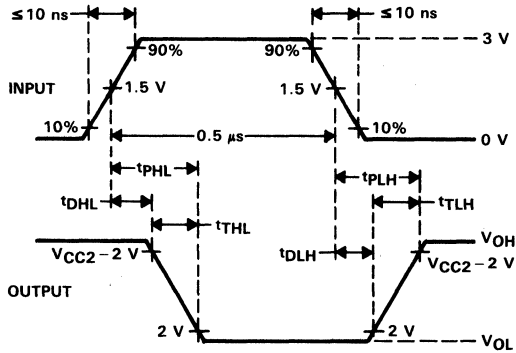 ≤10 ns
≤10 ns
90%
90%
3 V
INPUT
1.5 V
1.5 V
10%
10%
0 V
0.5 μs
tPHL
tPLH
tDHL
tTLH
tTHL
tDLH
VOH
VCC2−2 V
VCC2−2 V
OUTPUT
2 V
2 V
VOL